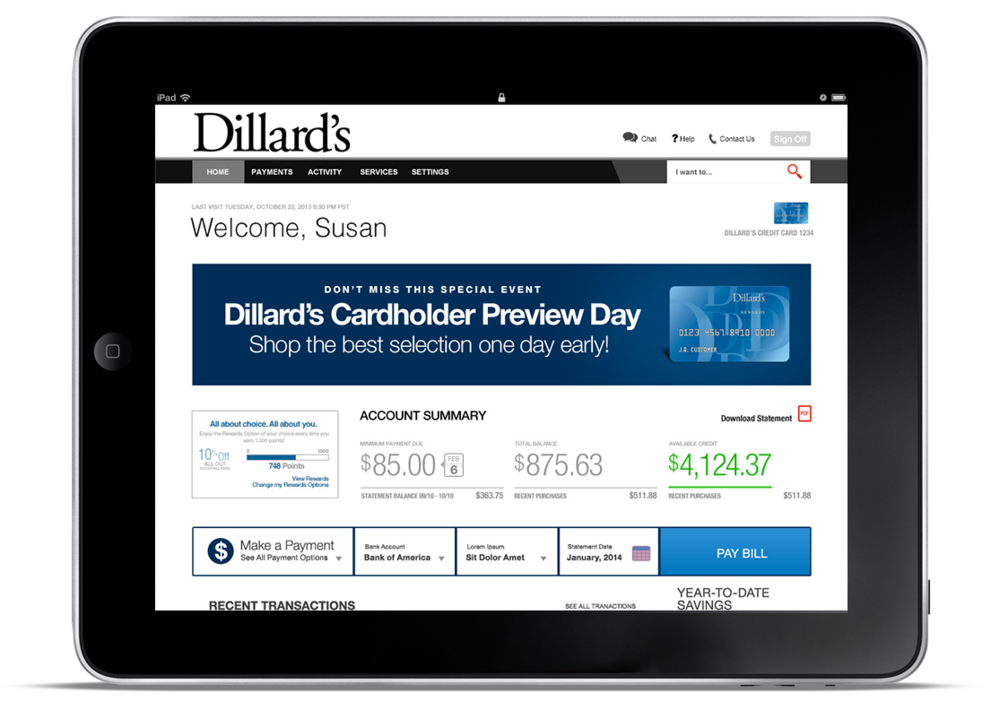 iPad
Dillard's
Chat
? Help
Contact Us
Sign Off
HOME
PAYMENTS
ACTIVITY
SERVICES
SETTINGS
I want to...
LAST VISIT TUESDAY, OCTOBER 22, 2013 8:30 PM PST
Welcome, Susan
DILLARD'S CREDIT CARD 1234
DON'T MISS THIS SPECIAL EVENT
Dillard's Cardholder Preview Day
Shop the best selection one day early!
Dillard's
REWARDS
0123 4567 8910 0000
J.Q. CUSTOMER
All about choice. All about you.
Enjoy the Rewards Option of your choice every time you
earn 1,500 points!
10% Off
ALL OUT
SHOPPING PASS
0
1500
748 Points
View Rewards
Change my Rewards Options
ACCOUNT SUMMARY
Download Statement
PDF
MINIMUM PAYMENT DUE
$85.00
FEB
6
STATEMENT BALANCE 09/10 - 10/10
$363.75
TOTAL BALANCE
$875.63
RECENT PURCHASES
$511.88
AVAILABLE CREDIT
$4,124.37
RECENT PURCHASES
$511.88
$
Make a Payment
See All Payment Options
Bank Account
Bank of America
Lorem Ipsum
Sit Dolor Amet
Statement Date
January, 2014
PAY BILL
RECENT TRANSACTIONS
SEE ALL TRANACTIONS
YEAR-TO-DATE
SAVINGS